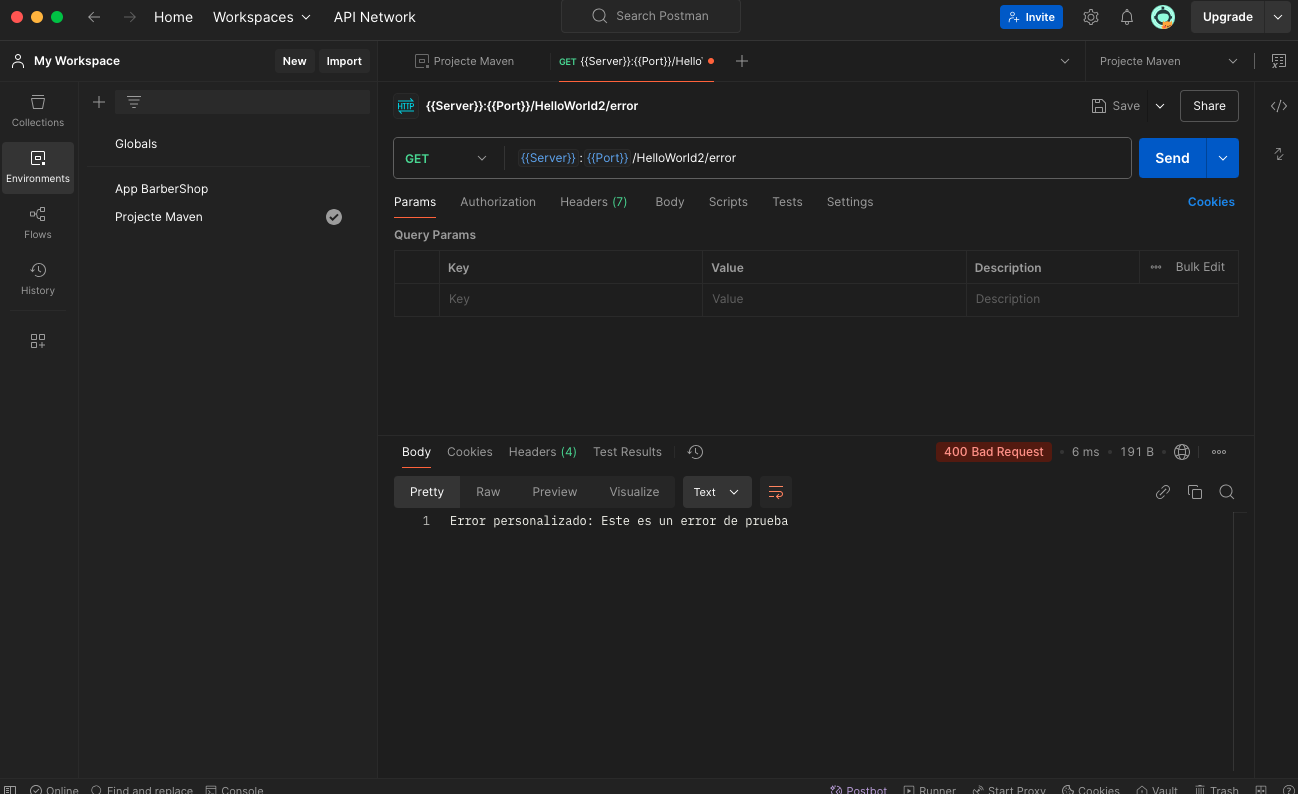 Home Workspaces API Network Search Postman Invite Upgrade
My Workspace New Import Projecte Maven GET {{Server}}:{{Port}}/Hello Projecte Maven
Collections
Environments
Flows
History
Globals
App BarberShop
Projecte Maven
HTTP {{Server}}:{{Port}}/HelloWorld2/error Save Share
GET {{Server}}:{{Port}}/HelloWorld2/error Send
Params Authorization Headers (7) Body Scripts Tests Settings Cookies
Query Params
Key Value Description Bulk Edit
Key Value Description
Body Cookies Headers (4) Test Results 400 Bad Request 6 ms 191 B
Pretty Raw Preview Visualize Text
1 Error personalizado: Este es un error de prueba
Online Find and replace Console Postbot Runner Start Proxy Cookies Vault Trash